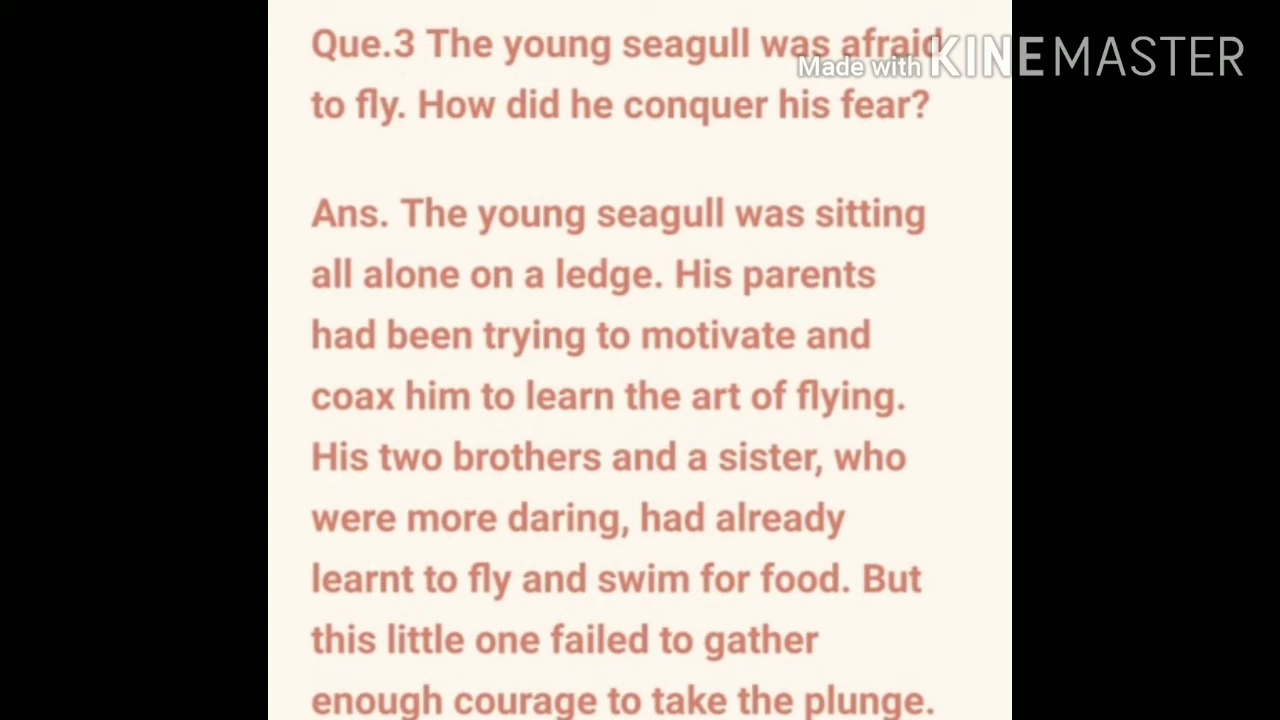 Que.3 The young seagull was afraid
Made with KINEMASTER
to fly. How did he conquer his fear?
Ans. The young seagull was sitting
all alone on a ledge. His parents
had been trying to motivate and
coax him to learn the art of flying.
His two brothers and a sister, who
were more daring, had already
learnt to fly and swim for food. But
this little one failed to gather
enough courage to take the plunge.